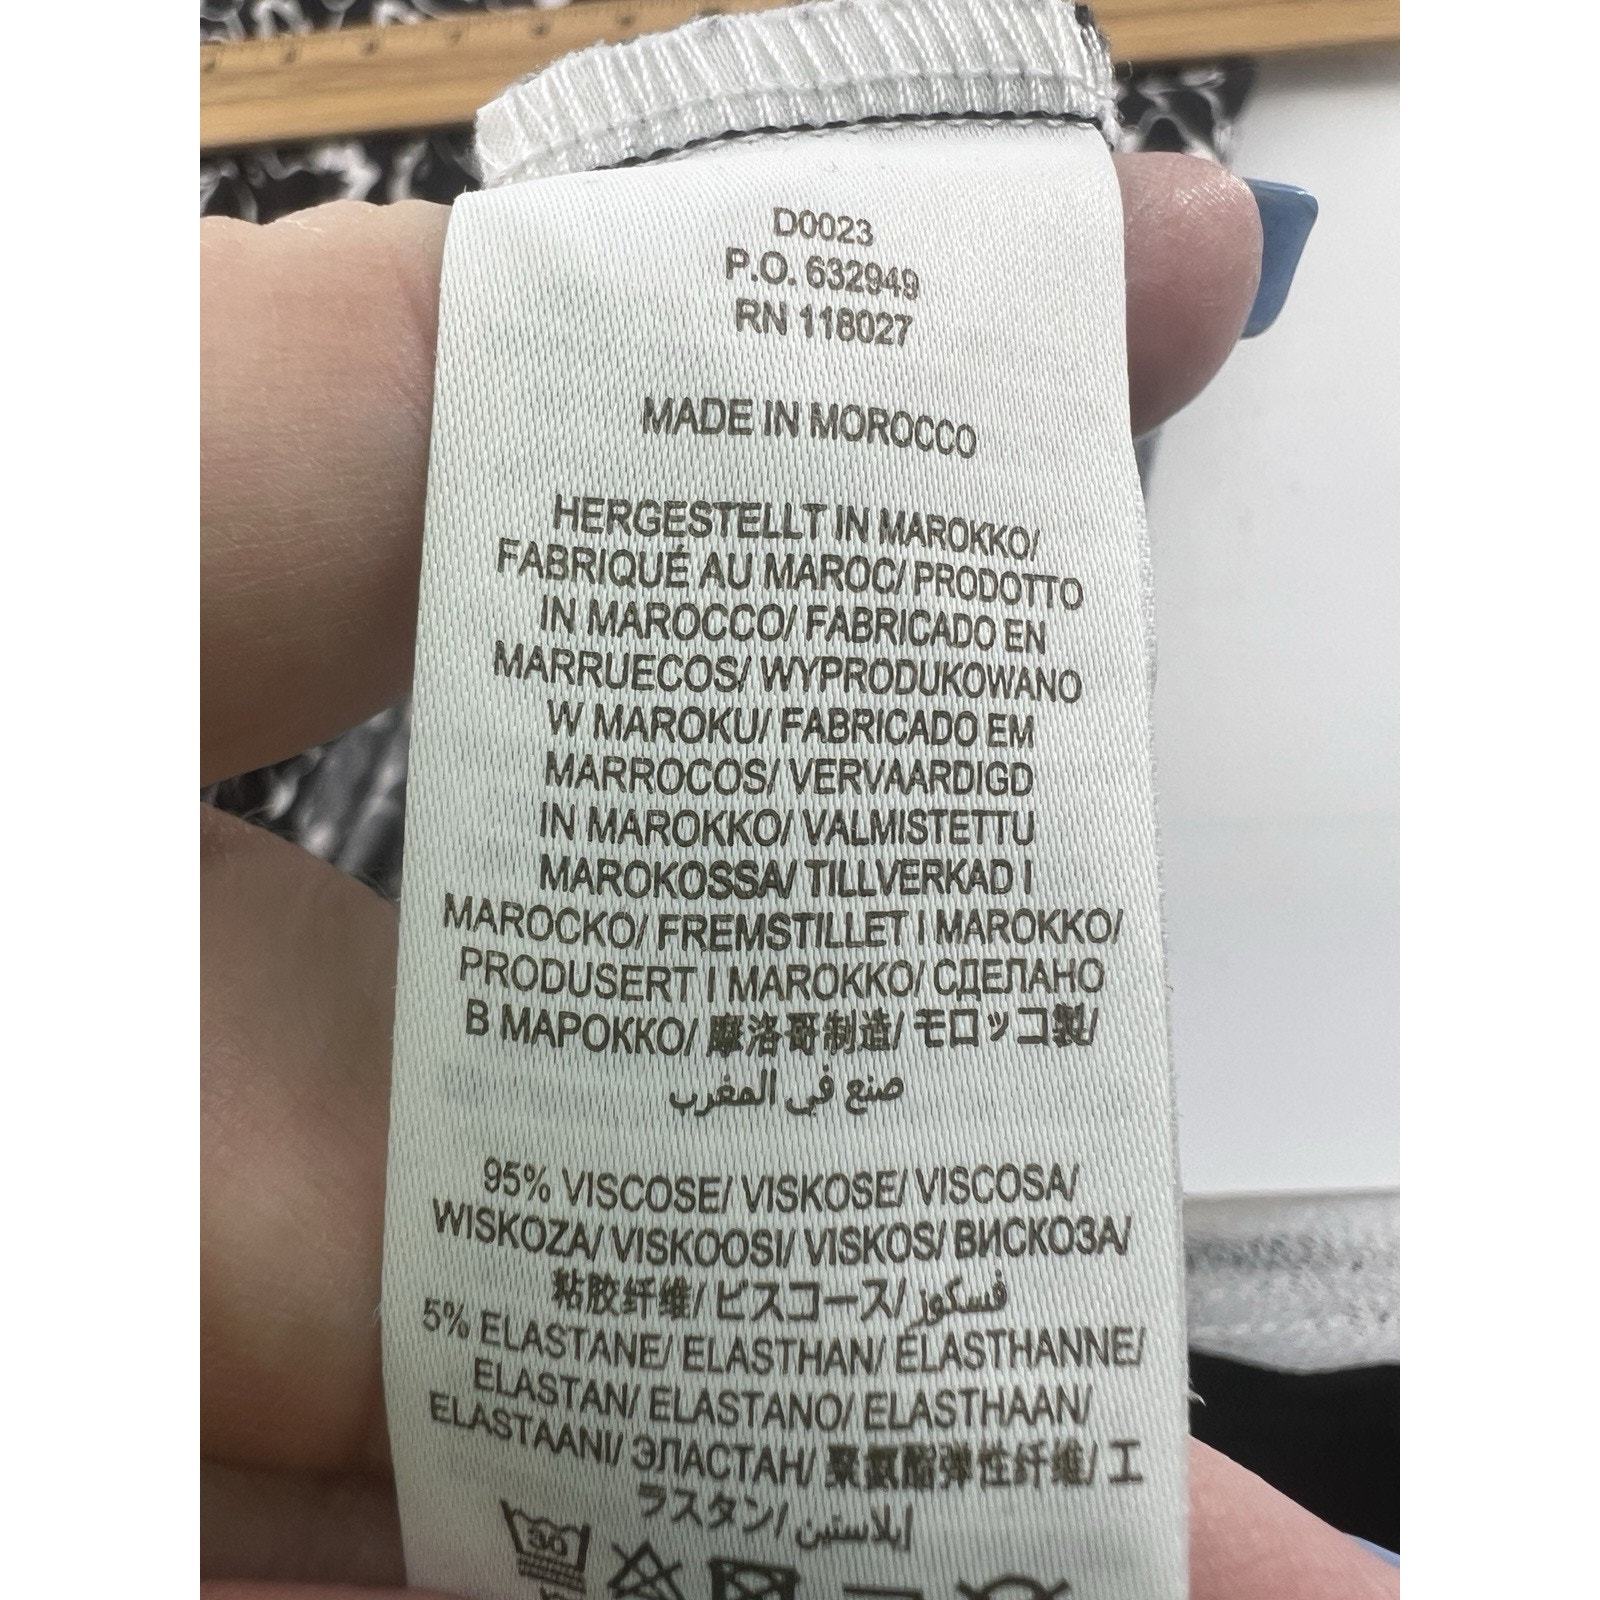 D0023
P.O. 632949
RN 118027
MADE IN MOROCCO
HERGESTELLT IN MAROKKO/
FABRIQUÉ AU MAROC/ PRODOTTO
IN MAROCCO/ FABRICADO EN
MARRUECOS/ WYPRODUKOWANO
W MAROKU/ FABRICADO EM
MARROCOS/ VERVAARDIGD
IN MAROKKO/ VALMISTETTU
MAROKOSSA/ TILLVERKAD I
MAROCKO/ FREMSTILLET I MAROKKO/
PRODUSERT I MAROKKO/ СДЕЛАНО
В МАРОККО/ 摩洛哥制造/ モロッコ製/
صنع في المغرب
95% VISCOSE/ VISKOSE/ VISCOSA/
WISKOZA/ VISKOOSI/ VISKOS/ ВИСКОЗА/
粘胶纤维/ ビスコース/ فسكوز
5% ELASTANE/ ELASTHAN/ ÉLASTHANNE/
ELASTAN/ ELASTANO/ ELASTHAAN/
ELASTAANI/ ЭЛАСТАН/ 聚氨酯弹性纤维/ エ
ラスタン/ إيلاستين
30